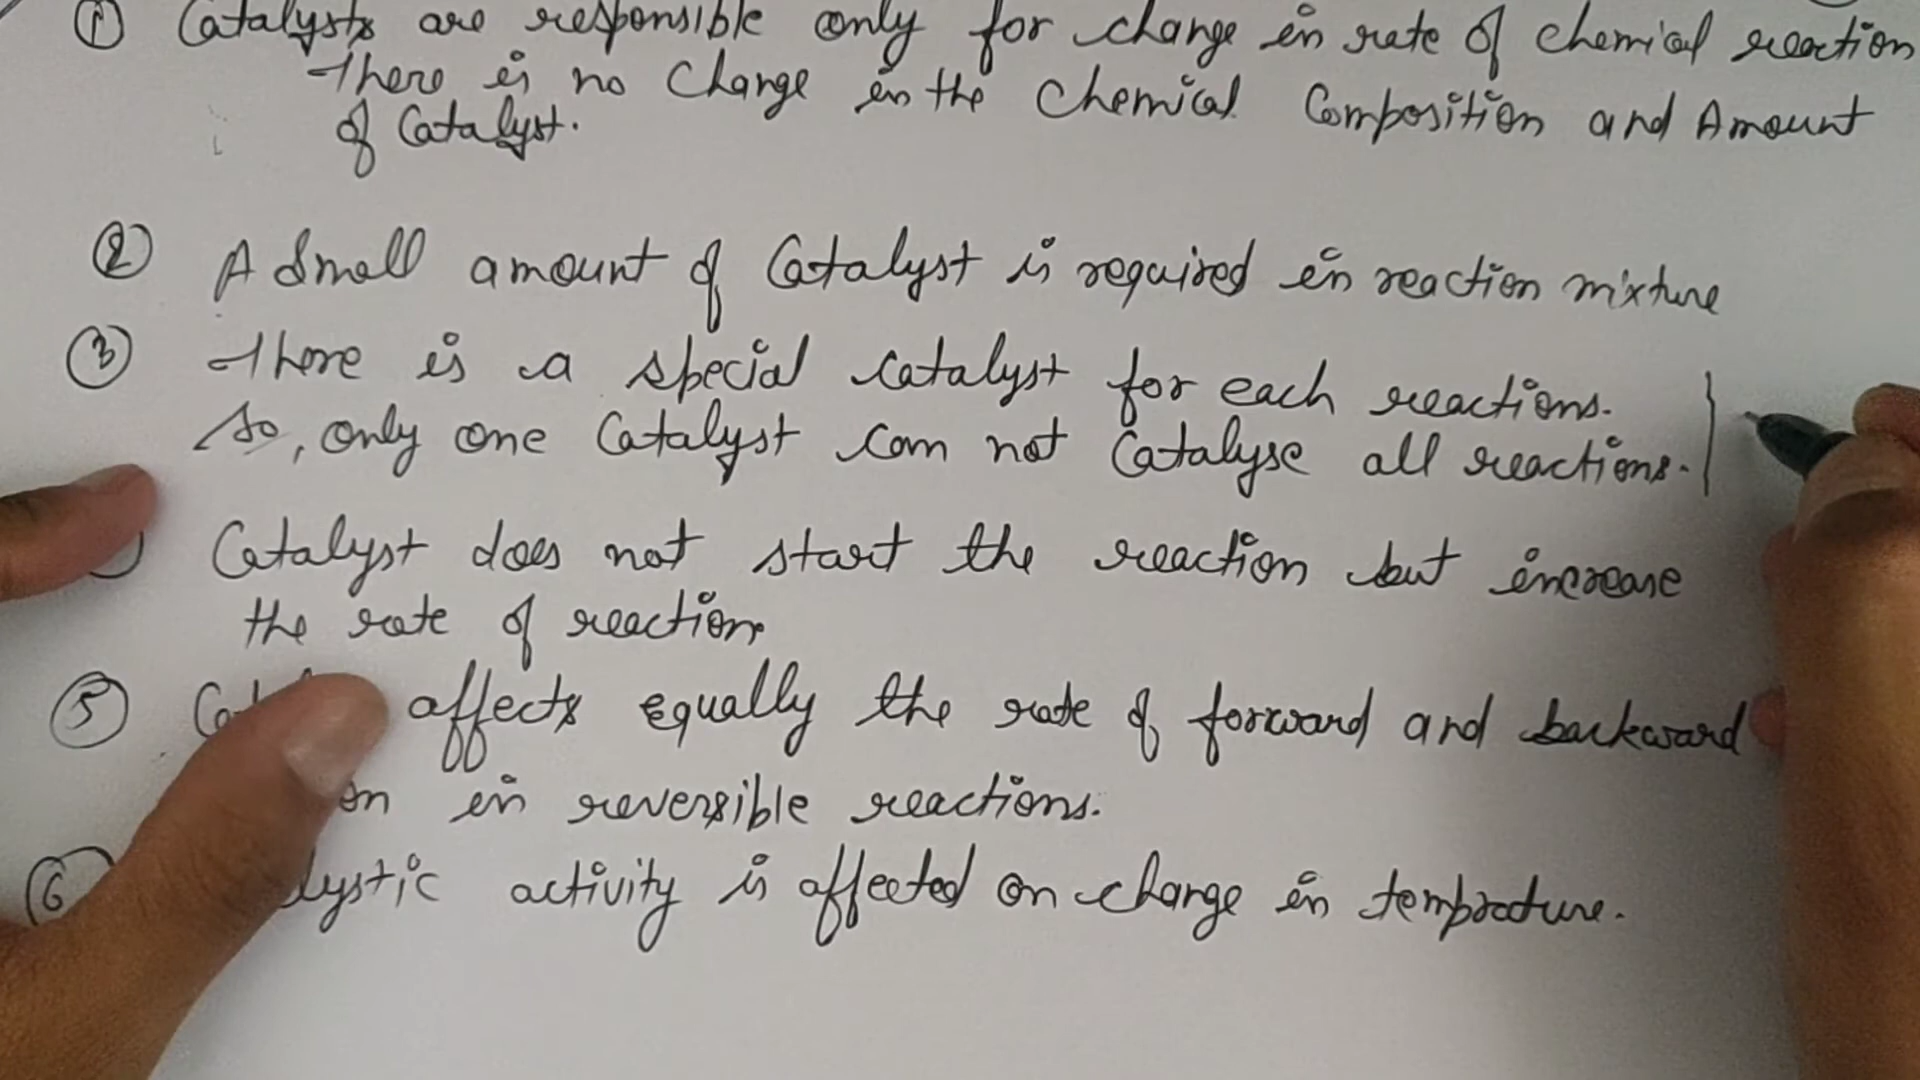 ① Catalysts are responsible only for change in rate of chemical reaction
There is no change in the chemical composition and Amount
of catalyst.
② A small amount of catalyst is required in reaction mixture
③ There is a special catalyst for each reactions.
So, only one catalyst can not catalyse all reactions.
Catalyst does not start the reaction but increase
the rate of reaction.
⑤ affects equally the rate of forward and backward
in reversible reactions.
⑥ activity is affected on change in tembrature.